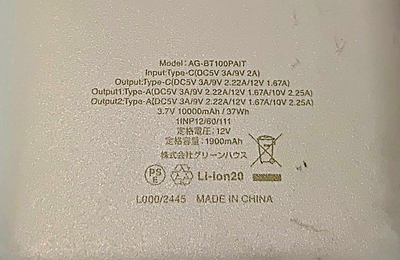 Model: AG-BT100PAIT
Input:Type-C(DC5V 3A/9V 2A)
Output:Type-C(DC5V 3A/9V 2.22A/12V 1.67A)
Output1:Type-A(DC5V 3A/9V 2.22A/12V 1.67A/10V 2.25A)
Output2:Type-A(DC5V 3A/9V 2.22A/12V 1.67A/10V 2.25A)
3.7V 10000mAh / 37Wh
1INP12/60/111
定格電圧:12V
定格容量:1900mAh
株式会社グリーンハウス
PS E Li-ion20
L000/2445 MADE IN CHINA